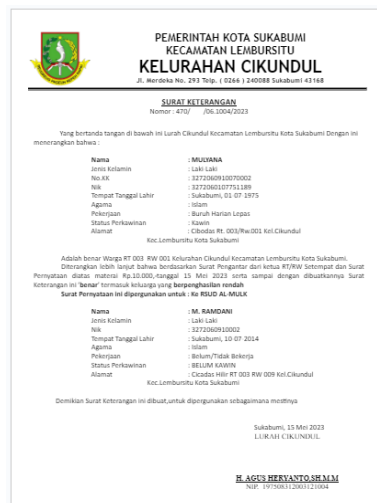 PEMERINTAH KOTA SUKABUMI
KECAMATAN LEMBURSITU
KELURAHAN CIKUNDUL
Jl. Merdeka No. 293 Telp. ( 0266 ) 240088 Sukabumi 43168
SURAT KETERANGAN
Nomor : 470/ /06.1004/2023
Yang bertanda tangan di bawah ini Lurah Cikundul Kecamatan Lembursitu Kota Sukabumi Dengan ini
menerangkan bahwa :
Nama : MULYANA
Jenis Kelamin : Laki Laki
No.KK : 3272060910070002
Nik : 3272060107751189
Tempat Tanggal Lahir : Sukabumi, 01-07-1975
Agama : Islam
Pekerjaan : Buruh Harian Lepas
Status Perkawinan : Kawin
Alamat : Cibodas Rt. 003/Rw.001 Kel.Cikundul
Kec.Lembursitu Kota Sukabumi
Adalah benar Warga RT 003 RW 001 Kelurahan Cikundul Kecamatan Lembursitu Kota Sukabumi.
Diterangkan lebih lanjut bahwa berdasarkan Surat Pengantar dari ketua RT/RW Setempat dan Surat
Pernyataan diatas materai Rp.10.000,-tanggal 15 Mei 2023 serta sampai dengan dibuatkannya Surat
Keterangan ini 'benar' termasuk keluarga yang berpenghasilan rendah
Surat Pernyataan ini dipergunakan untuk : Ke RSUD AL-MULK
Nama : M. RAMDANI
Jenis Kelamin : Laki Laki
Nik : 3272060910002
Tempat Tanggal Lahir : Sukabumi, 10-07-2014
Agama : Islam
Pekerjaan : Belum/Tidak Bekerja
Status Perkawinan : BELUM KAWIN
Alamat : Cicadas Hilir RT 003 RW 009 Kel.Cikundul
Kec.Lembursitu Kota Sukabumi
Demikian Surat Keterangan ini dibuat,untuk dipergunakan sebagaimana mestinya
Sukabumi, 15 Mei 2023
LURAH CIKUNDUL
H. AGUS HERYANTO,SH.M.M
NIP. 197508312003121004